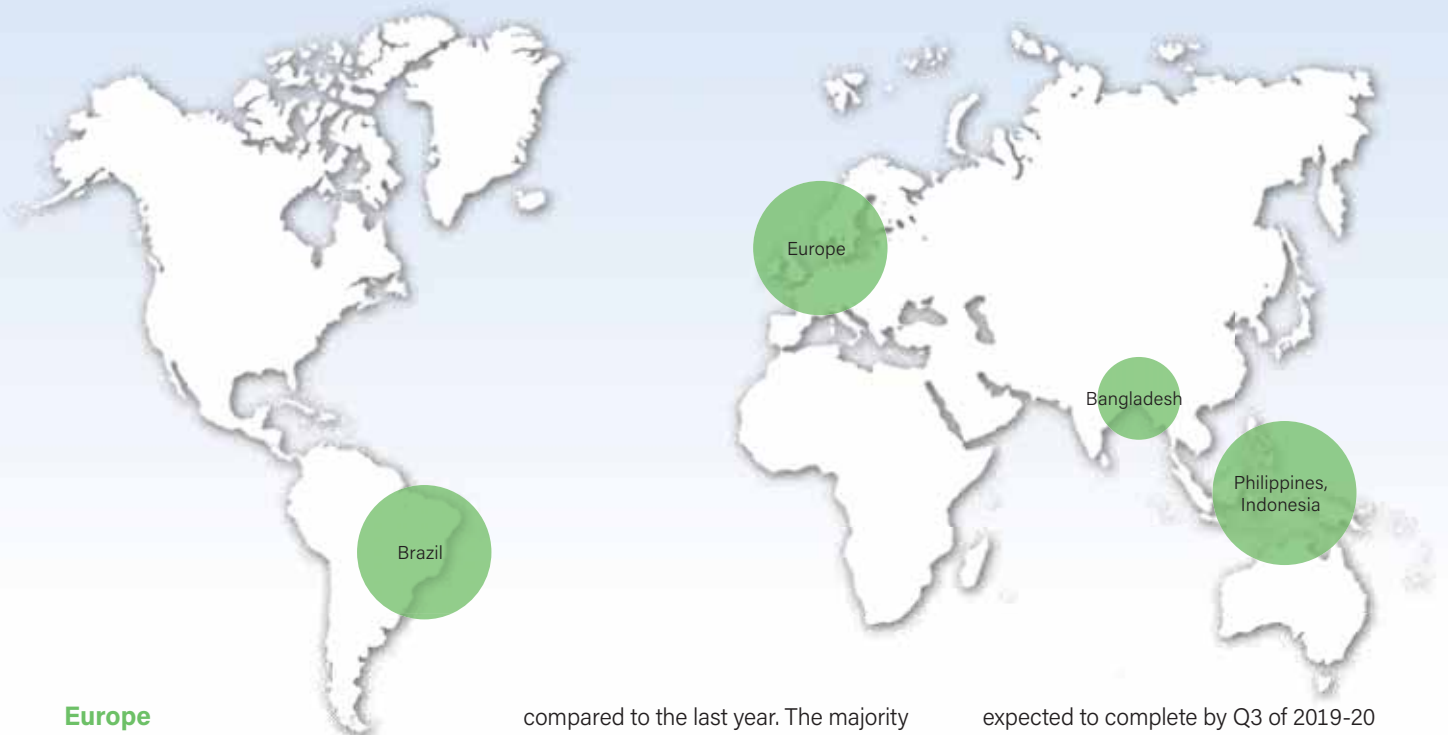 Europe
Bangladesh
Philippines,
Indonesia
Brazil
Europe
compared to the last year. The majority
expected to complete by Q3 of 2019-20